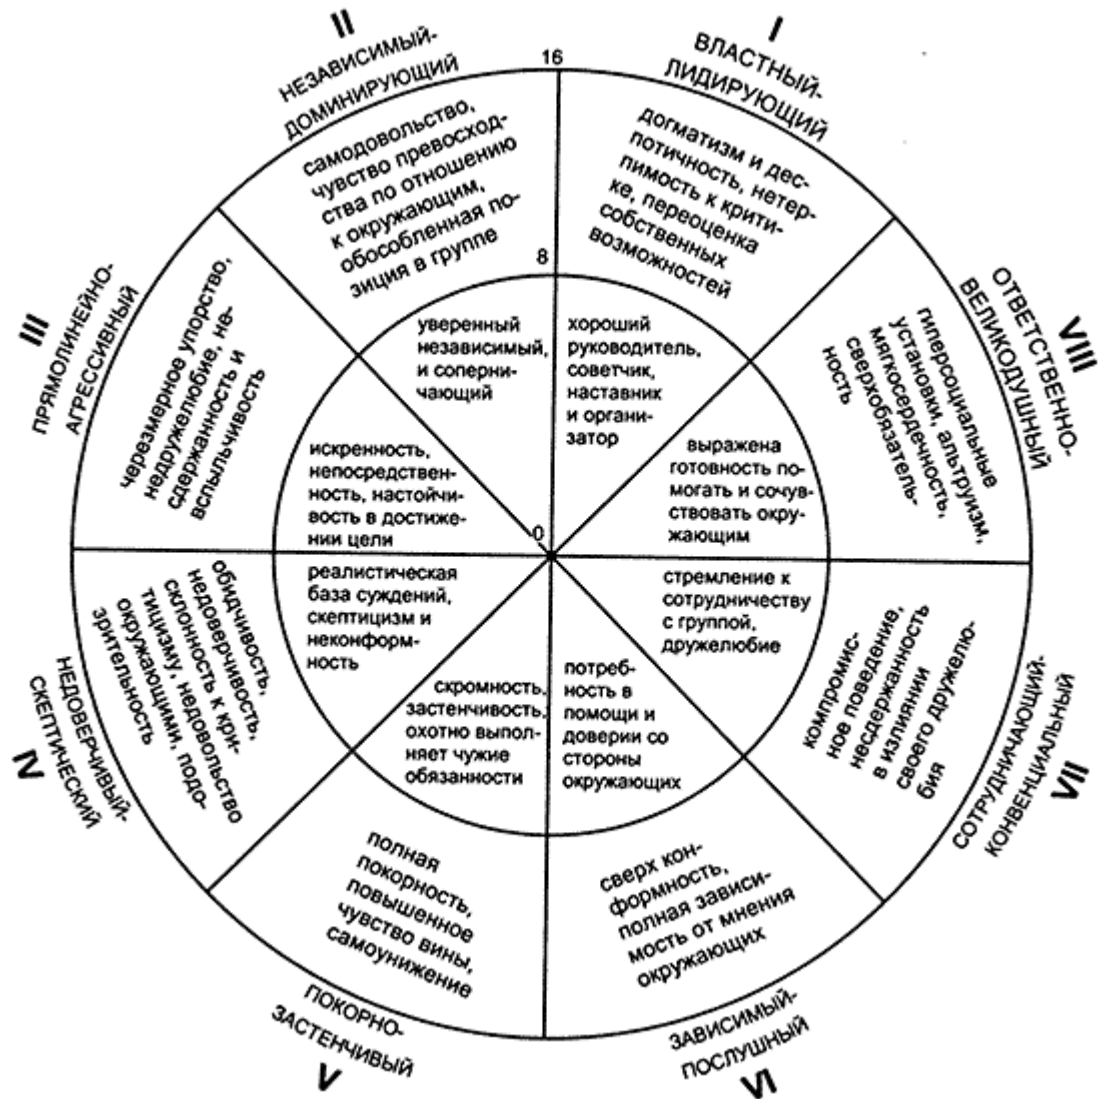 I
ВЛАСТНЫЙ-
ЛИДИРУЮЩИЙ
догматизм и дес-
потичность, нетер-
пимость к крити-
ке, переоценка
собственных
возможностей
хороший
руководитель,
советчик,
наставник
и органи-
затор
II
НЕЗАВИСИМЫЙ-
ДОМИНИРУЮЩИЙ
самодовольство,
чувство превосход-
ства по отношению
к окружающим,
обособленная по-
зиция в группе
уверенный
независимый,
и соперни-
чающий
III
ПРЯМОЛИНЕЙНО-
АГРЕССИВНЫЙ
черезмерное упорство,
недружелюбие, не-
сдержанность и
вспыльчивость
искренность,
непосредствен-
ность, настойчи-
вость в достиже-
нии цели
IV
НЕДОВЕРЧИВЫЙ-
СКЕПТИЧЕСКИЙ
обидчивость,
недоверчивость,
склонность к кри-
тицизму, недовольство
окружающими, подо-
зрительность
реалистическая
база суждений,
скептицизм и
неконформ-
ность
V
ПОКОРНО-
ЗАСТЕНЧИВЫЙ
полная
покорность,
повышенное
чувство вины,
самоунижение
скромность,
застенчивость,
охотно выпол-
няет чужие
обязанности
VI
ЗАВИСИМЫЙ-
ПОСЛУШНЫЙ
сверх кон-
формность,
полная зависи-
мость от мнения
окружающих
потреб-
ность в
помощи и
доверии со
стороны
окружающих
VII
СОТРУДНИЧАЮЩИЙ-
КОНВЕНЦИАЛЬНЫЙ
компромис-
ное поведение,
несдержанность
в излиянии
своего дружелю-
бия
стремление к
сотрудничеству
с группой,
дружелюбие
VIII
ОТВЕТСТВЕННО-
ВЕЛИКОДУШНЫЙ
гиперсоциальные
установки, альтруизм,
мягкосердечность,
сверхобязатель-
ность
выражена
готовность по-
могать и сочув-
ствовать окру-
жающим
16
8
0